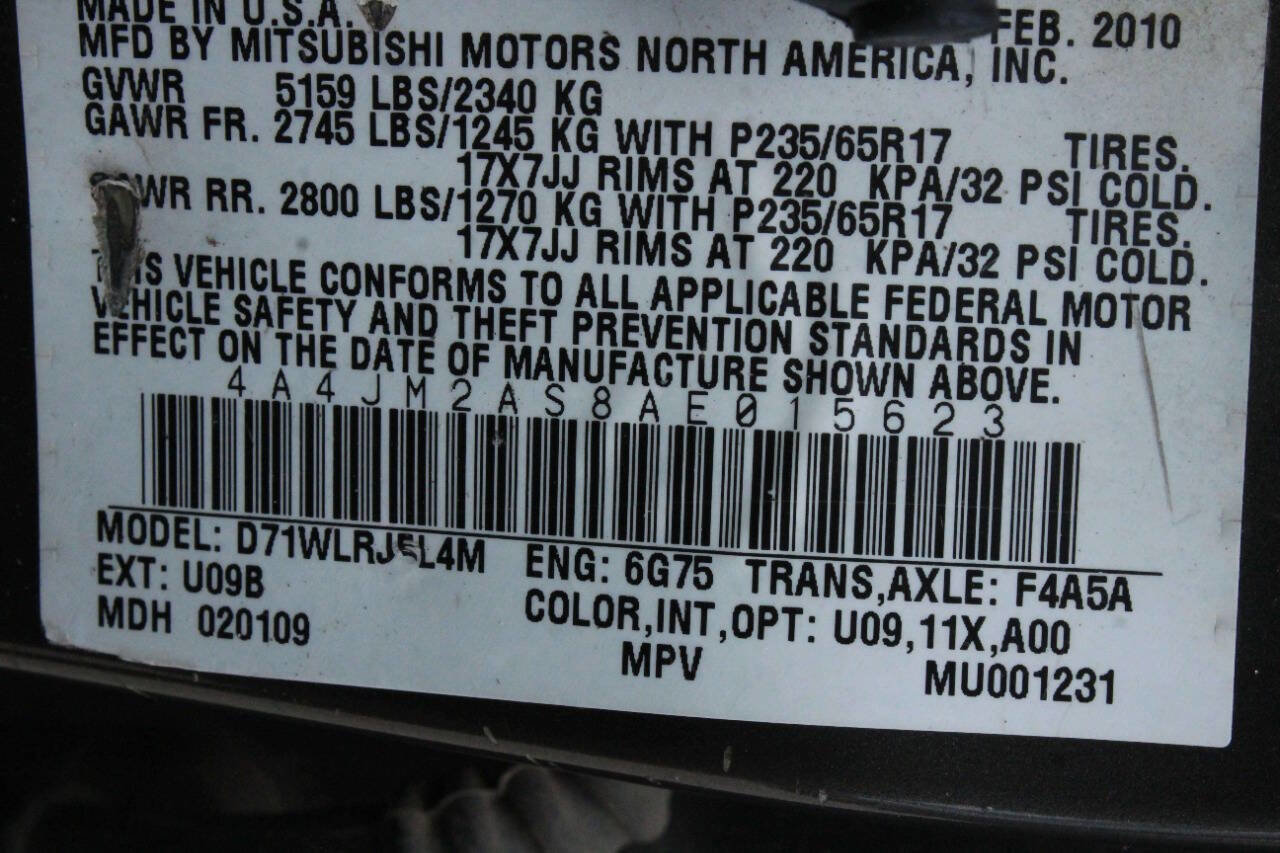 MADE IN U.S.A. FEB. 2010
MFD BY MITSUBISHI MOTORS NORTH AMERICA, INC.
GVWR 5159 LBS/2340 KG
GAWR FR. 2745 LBS/1245 KG WITH P235/65R17 TIRES.
17X7JJ RIMS AT 220 KPA/32 PSI COLD.
WR RR. 2800 LBS/1270 KG WITH P235/65R17 TIRES.
17X7JJ RIMS AT 220 KPA/32 PSI COLD.
THIS VEHICLE CONFORMS TO ALL APPLICABLE FEDERAL MOTOR
VEHICLE SAFETY AND THEFT PREVENTION STANDARDS IN
EFFECT ON THE DATE OF MANUFACTURE SHOWN ABOVE.
4A4JM2AS8AE015623
MODEL: D71WLRJ5L4M ENG: 6G75 TRANS,AXLE: F4A5A
EXT: U09B COLOR,INT,OPT: U09,11X,A00
MDH 020109 MPV MU001231